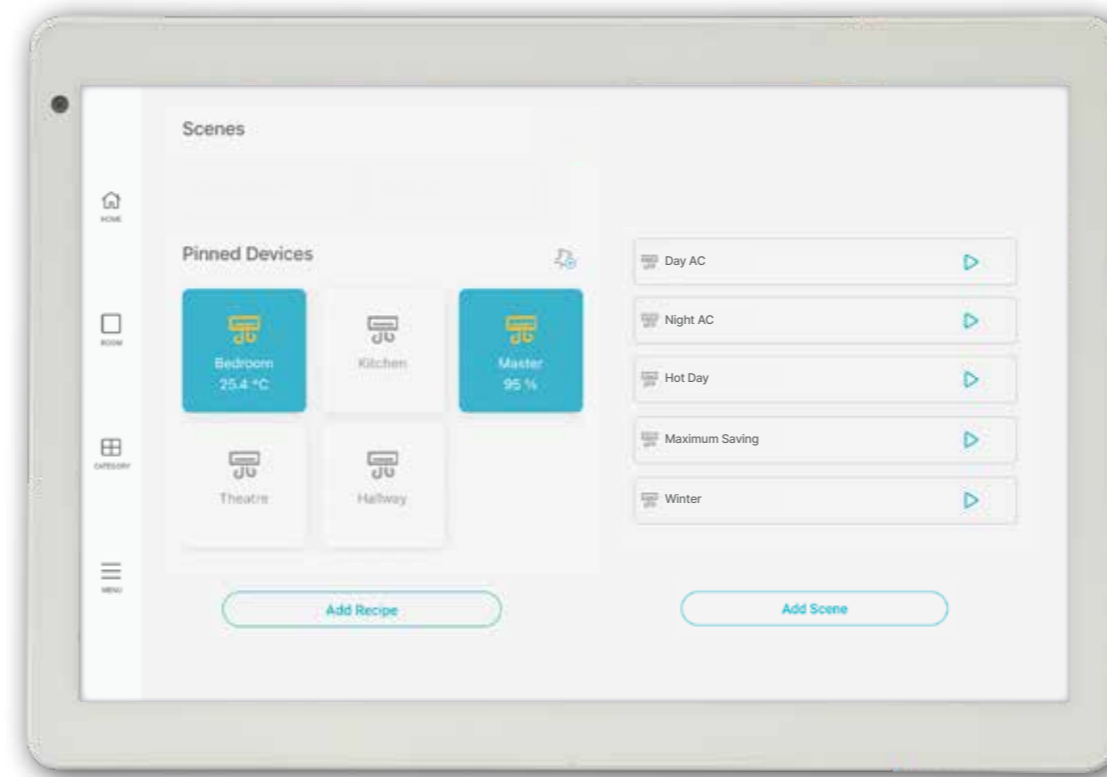 Scenes
HOME
Pinned Devices
Bedroom
25.4 °C
Kitchen
Master
95 %
Theatre
Hallway
ROOM
CATEGORY
MENU
Add Recipe
Day AC
Night AC
Hot Day
Maximum Saving
Winter
Add Scene